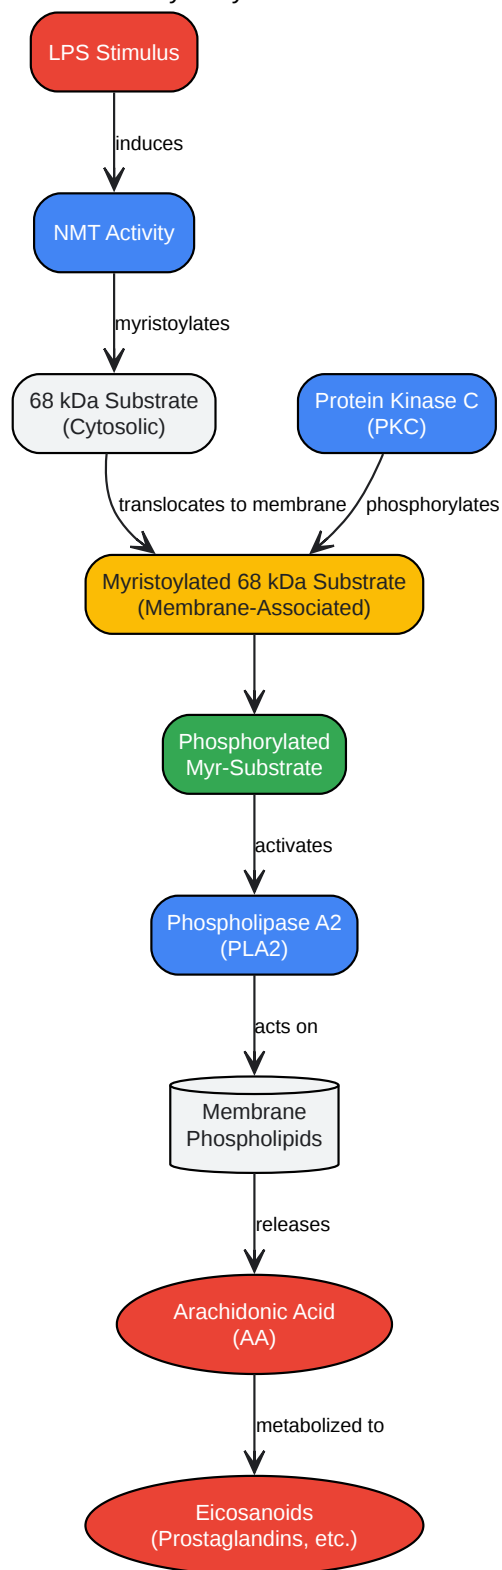 LPS Stimulus
induces
NMT Activity
myristoylates
68 kDa Substrate
(Cytosolic)
Protein Kinase C
(PKC)
translocates to membrane
phosphorylates
Myristoylated 68 kDa Substrate
(Membrane-Associated)
Phosphorylated
Myr-Substrate
activates
Phospholipase A2
(PLA2)
acts on
Membrane
Phospholipids
releases
Arachidonic Acid
(AA)
metabolized to
Eicosanoids
(Prostaglandins, etc.)